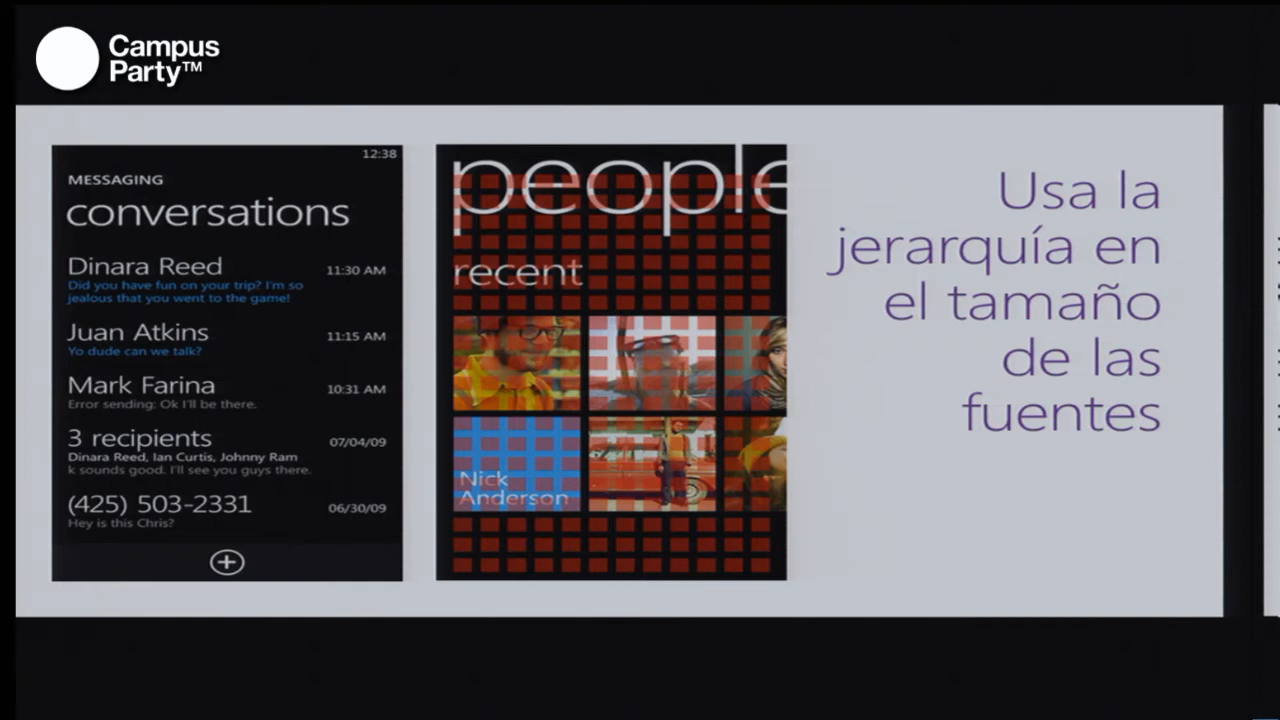 Campus
Party™
12:38
MESSAGING
conversations
Dinara Reed
11:30 AM
Did you have fun on your trip? I'm so
jealous that you went to the game!
Juan Atkins
11:15 AM
Yo dude can we talk?
Mark Farina
10:31 AM
Error sending: Ok I'll be there.
3 recipients
07/04/09
Dinara Reed, Ian Curtis, Johnny Ram
k sounds good. I'll see you guys there.
(425) 503-2331
06/30/09
Hey is this Chris?
people
recent
Nick
Anderson
Usa la
jerarquía en
el tamaño
de las
fuentes